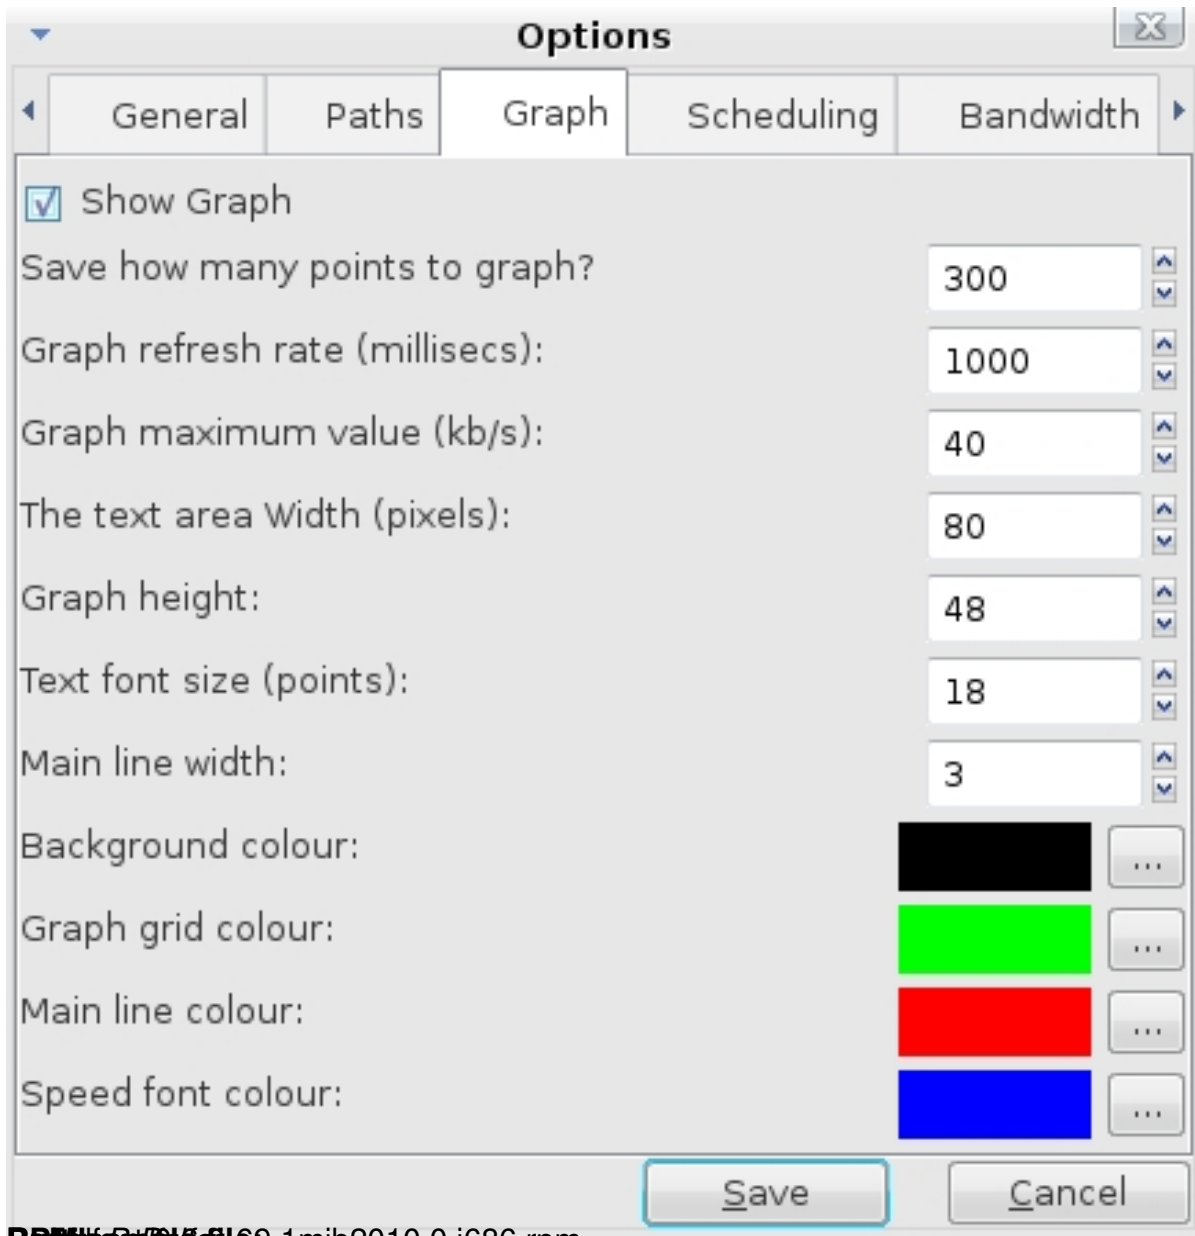 Options
General Paths Graph Scheduling Bandwidth
Show Graph
Save how many points to graph? 300
Graph refresh rate (millisecs): 1000
Graph maximum value (kb/s): 40
The text area Width (pixels): 80
Graph height: 48
Text font size (points): 18
Main line width: 3
Background colour: ...
Graph grid colour: ...
Main line colour: ...
Speed font colour: ...
Save Cancel